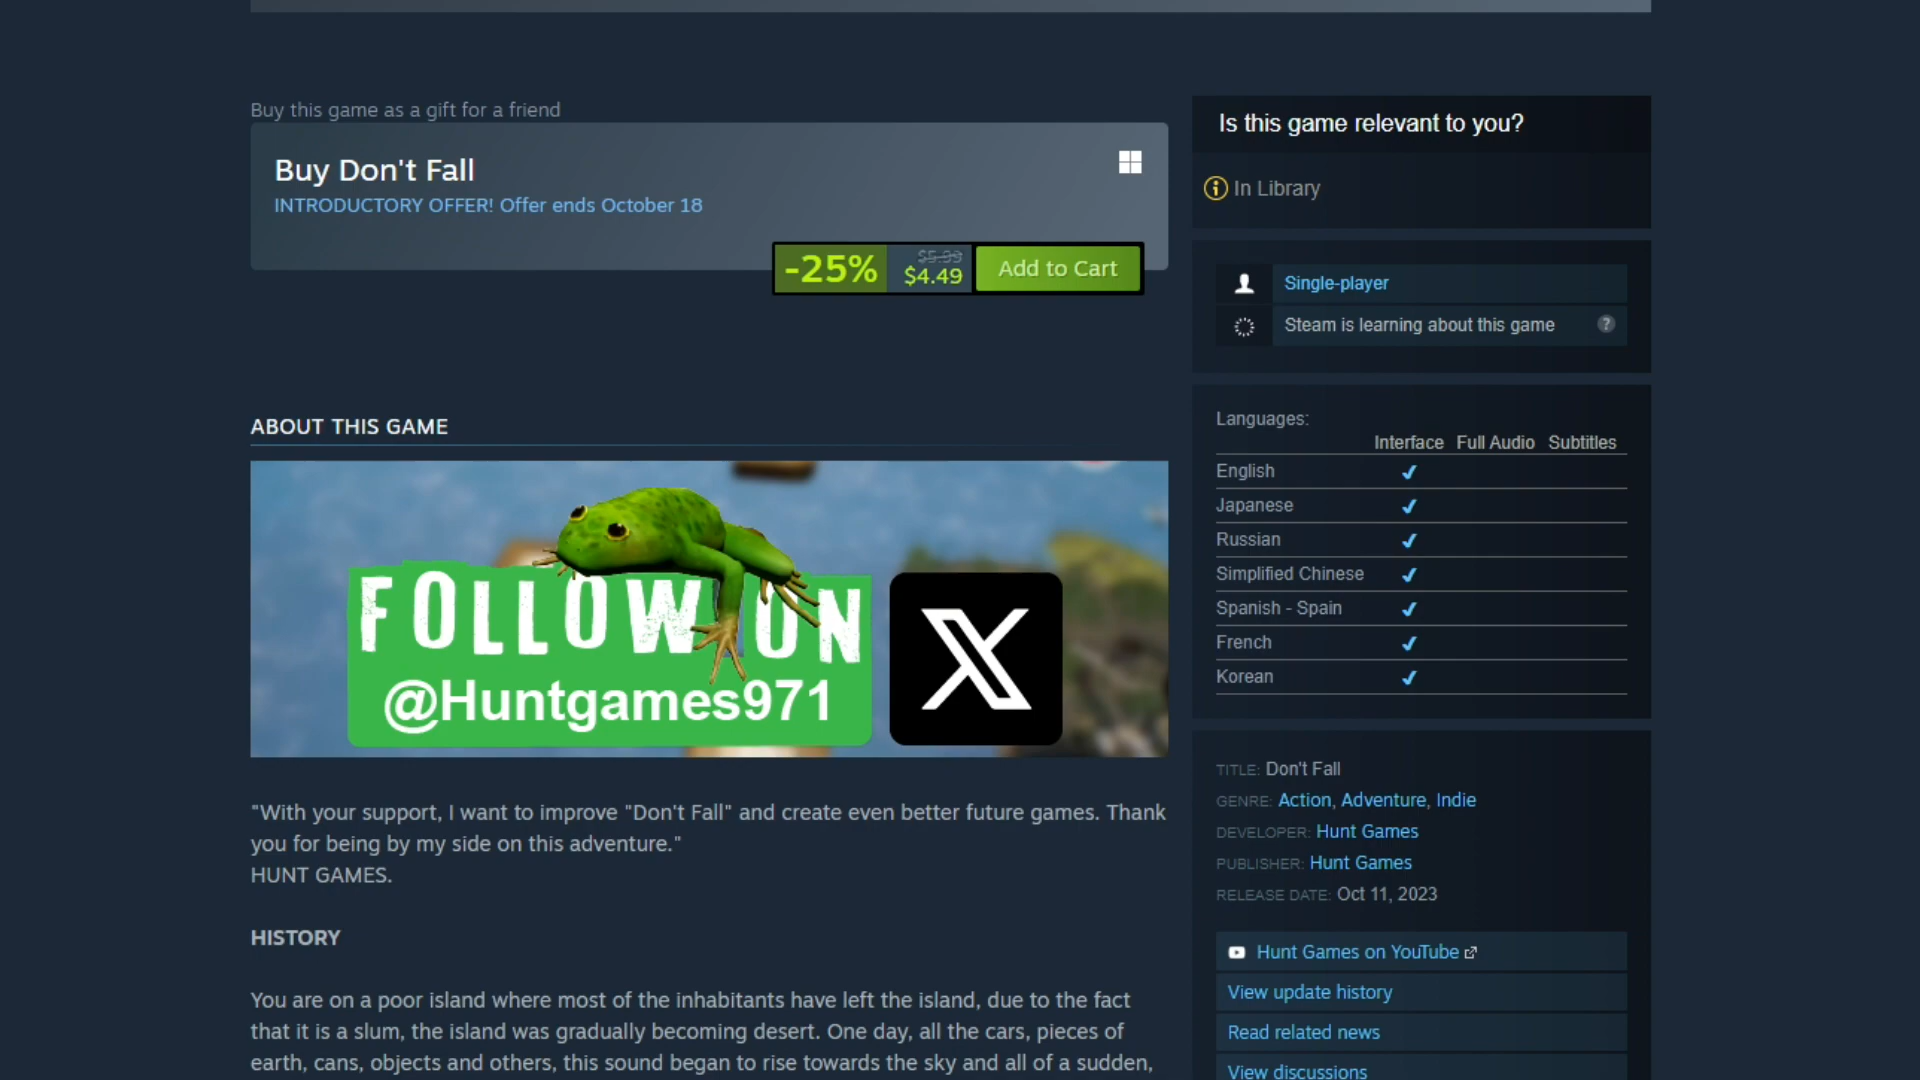 Buy this game as a gift for a friend
Buy Don't Fall
INTRODUCTORY OFFER! Offer ends October 18
-25%
$5.99
$4.49
Add to Cart
ABOUT THIS GAME
FOLLOW ON
@Huntgames971
"With your support, I want to improve "Don't Fall" and create even better future games. Thank
you for being by my side on this adventure."
HUNT GAMES.
HISTORY
You are on a poor island where most of the inhabitants have left the island, due to the fact
that it is a slum, the island was gradually becoming desert. One day, all the cars, pieces of
earth, cans, objects and others, this sound began to rise towards the sky and all of a sudden,
Is this game relevant to you?
In Library
Single-player
Steam is learning about this game ?
Languages:
Interface Full Audio Subtitles
English
Japanese
Russian
Simplified Chinese
Spanish - Spain
French
Korean
TITLE: Don't Fall
GENRE: Action, Adventure, Indie
DEVELOPER: Hunt Games
PUBLISHER: Hunt Games
RELEASE DATE: Oct 11, 2023
Hunt Games on YouTube
View update history
Read related news
View discussions